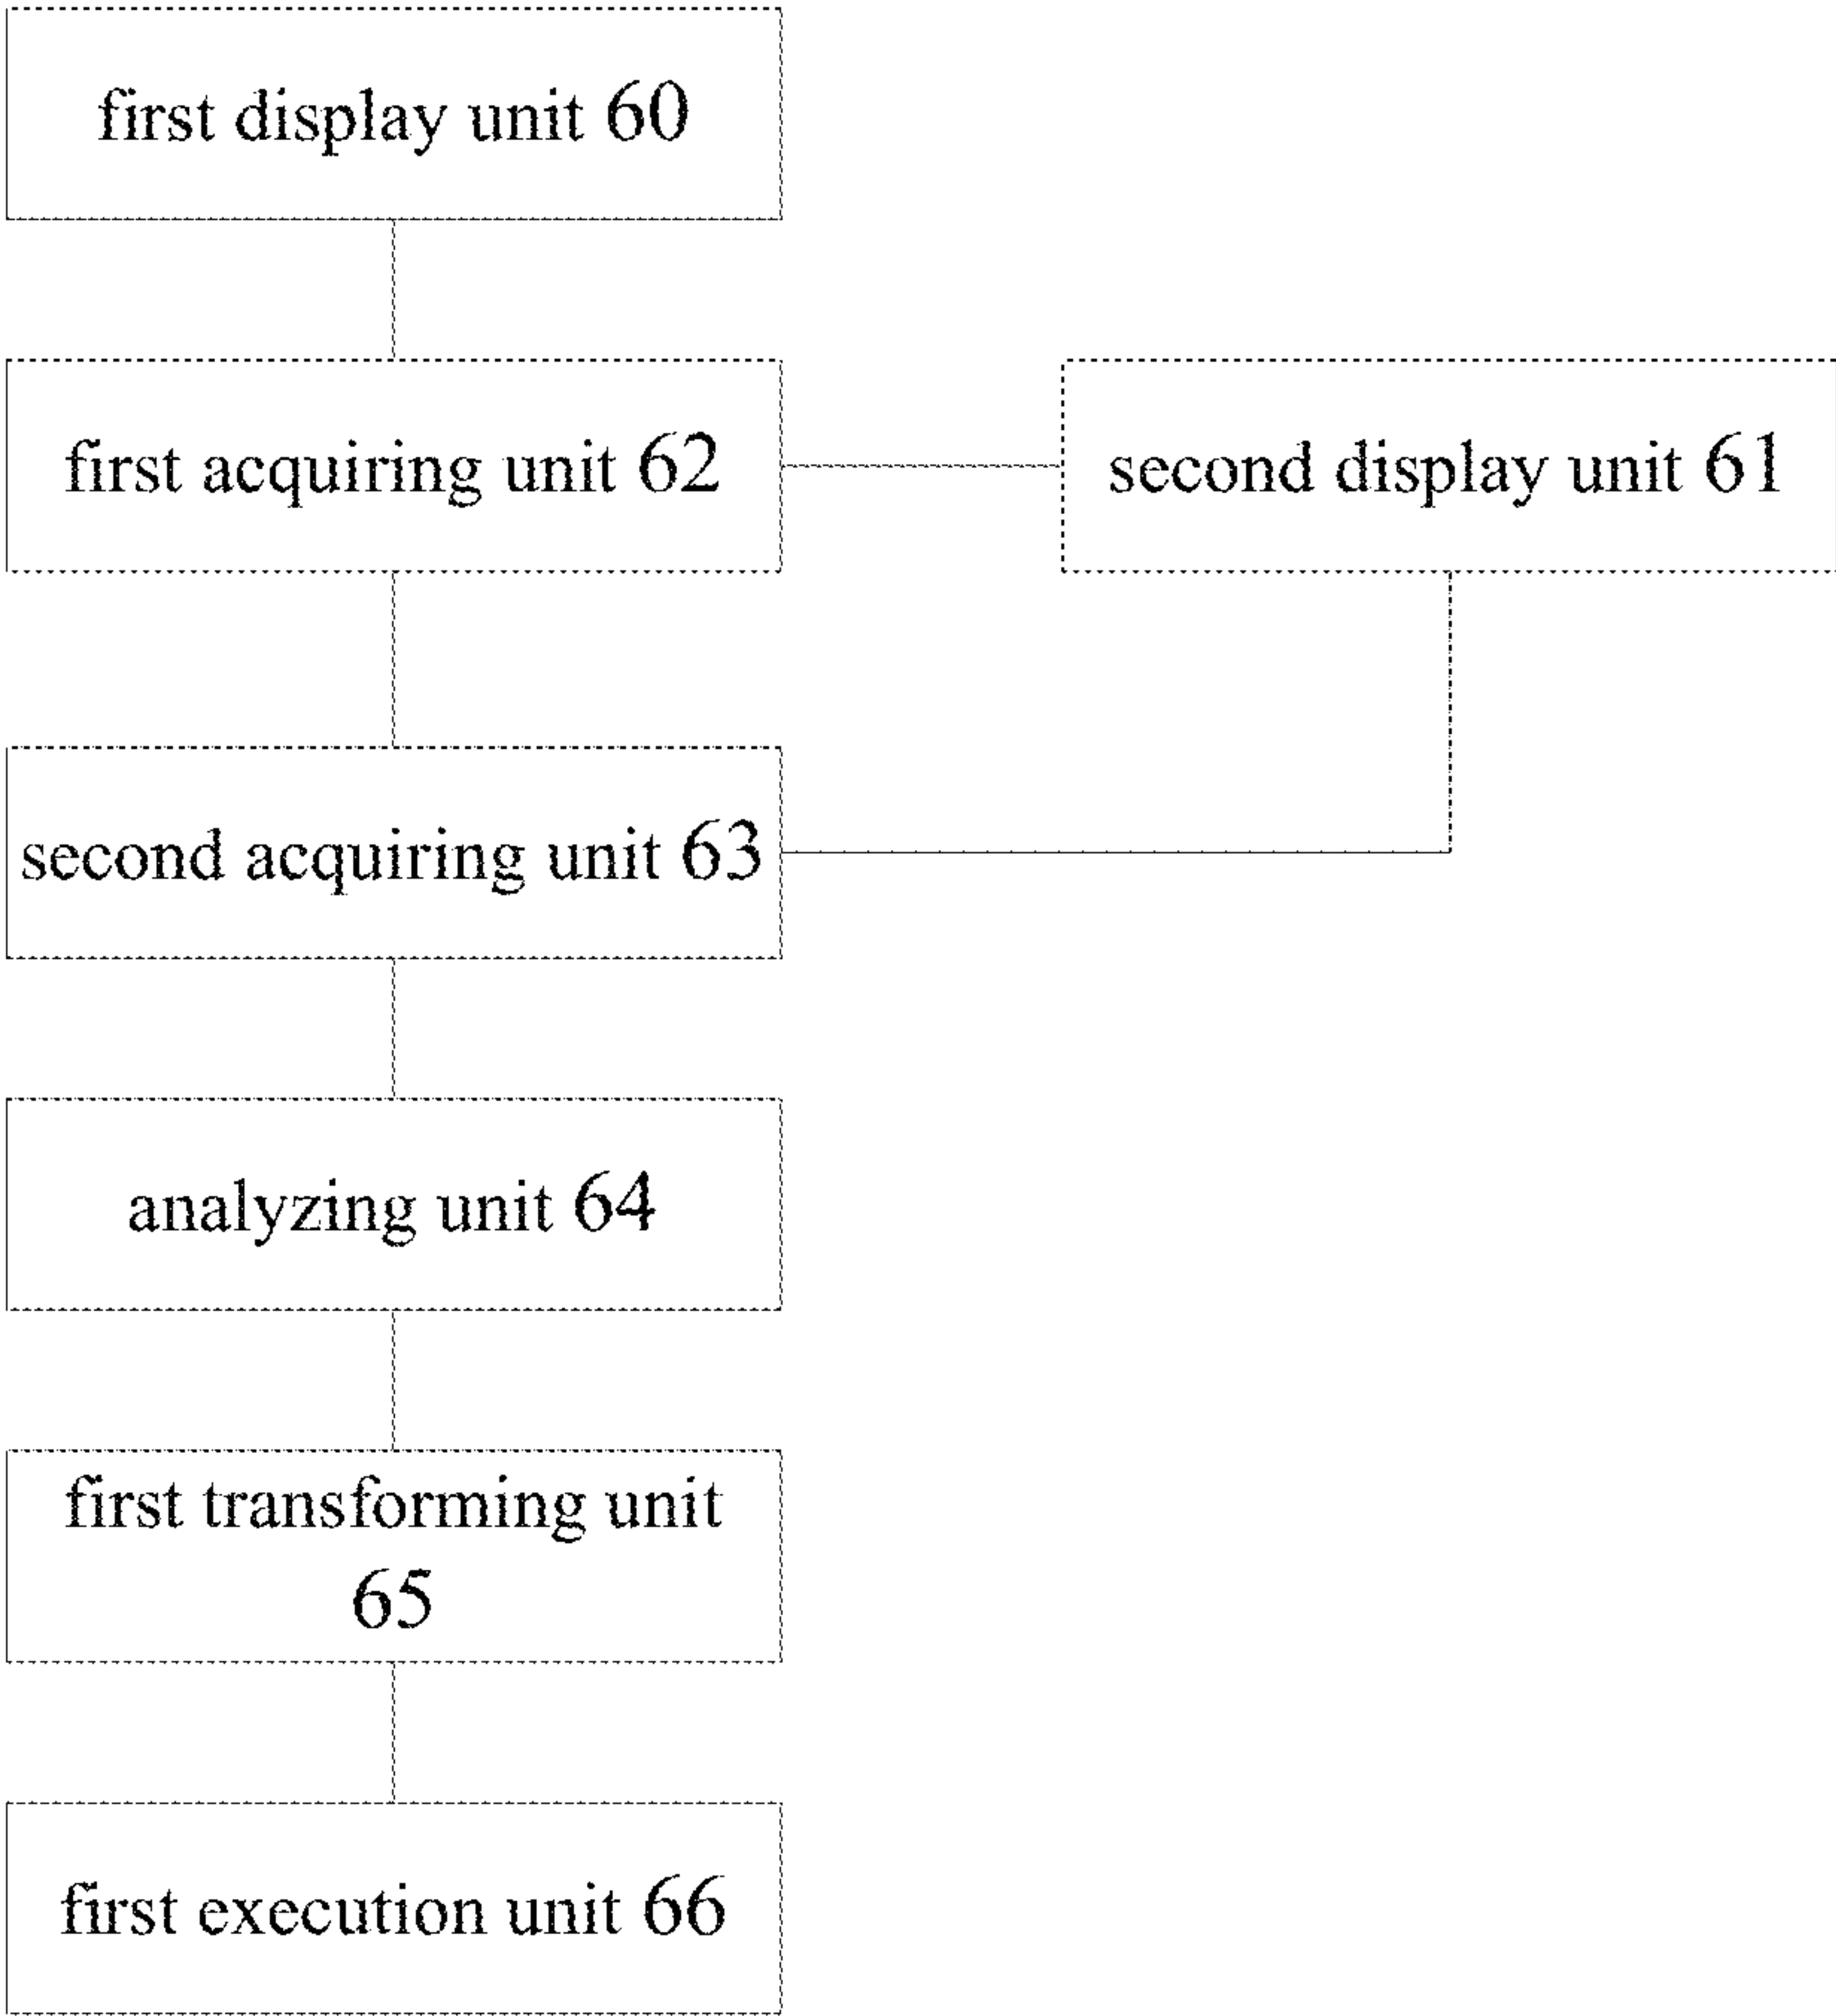 first display unit 60
first acquiring unit 62
second display unit 61
second acquiring unit 63
analyzing unit 64
first transforming unit
65
first execution unit 66